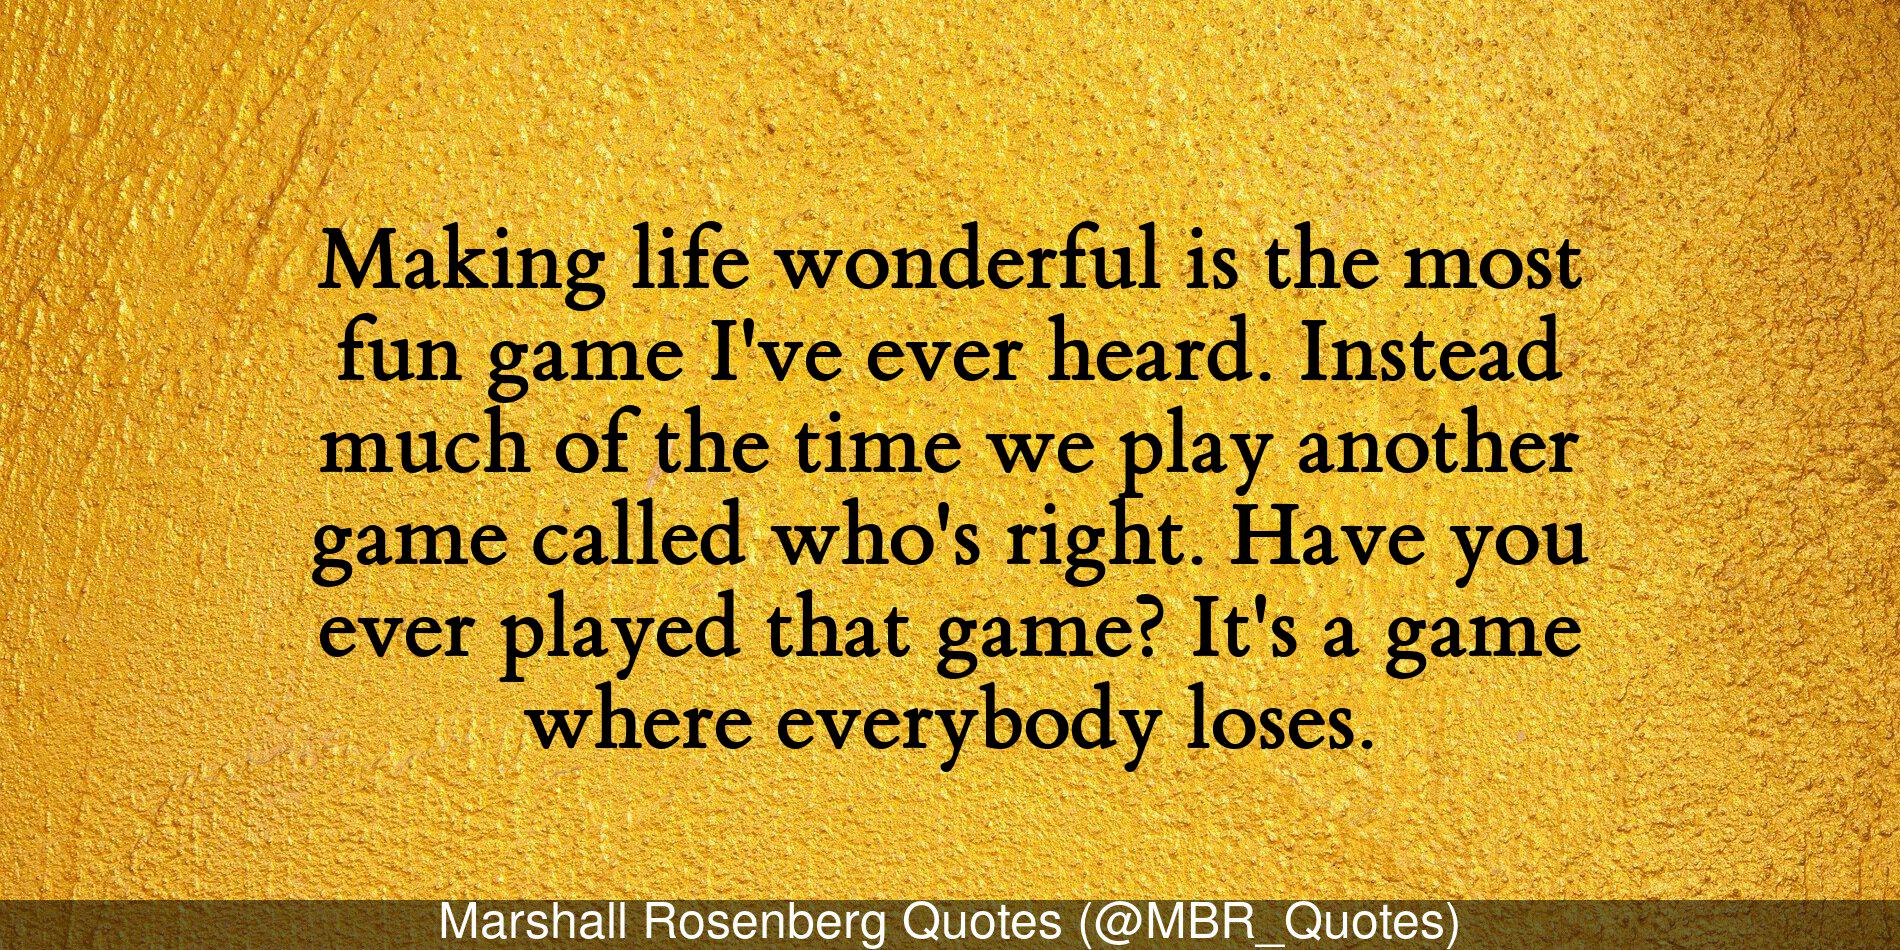 Making life wonderful is the most
fun game I've ever heard. Instead
much of the time we play another
game called who's right. Have you
ever played that game? It's a game
where everybody loses.
Marshall Rosenberg Quotes (@MBR_Quotes)